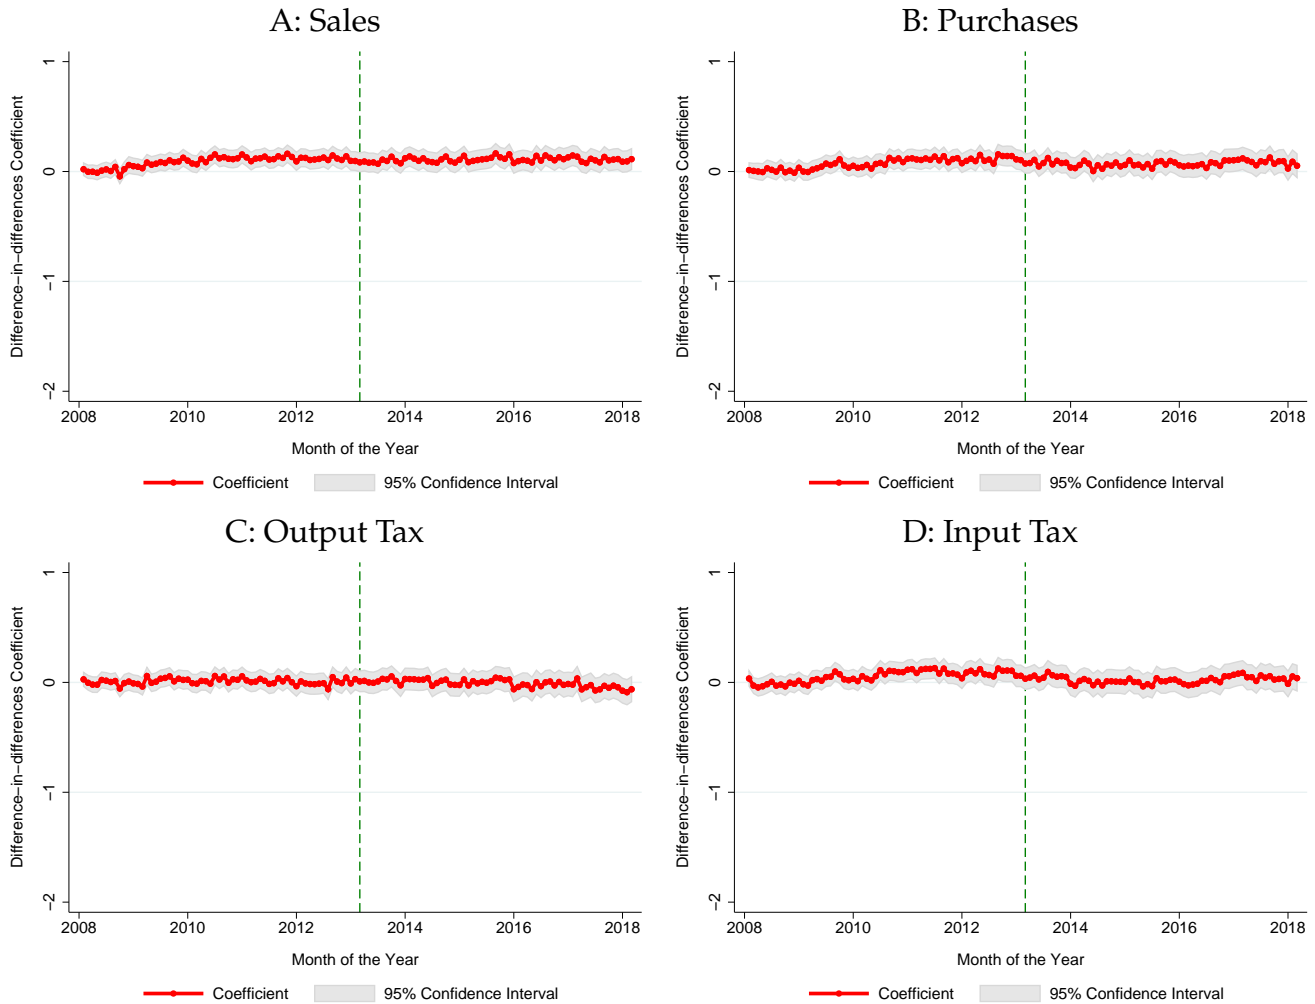 A: Sales
Difference−in−differences Coefficient
1
0
−1
−2
2008 2010 2012 2014 2016 2018
Month of the Year
Coefficient 95% Confidence Interval
B: Purchases
Difference−in−differences Coefficient
1
0
−1
−2
2008 2010 2012 2014 2016 2018
Month of the Year
Coefficient 95% Confidence Interval
C: Output Tax
Difference−in−differences Coefficient
1
0
−1
−2
2008 2010 2012 2014 2016 2018
Month of the Year
Coefficient 95% Confidence Interval
D: Input Tax
Difference−in−differences Coefficient
1
0
−1
−2
2008 2010 2012 2014 2016 2018
Month of the Year
Coefficient 95% Confidence Interval